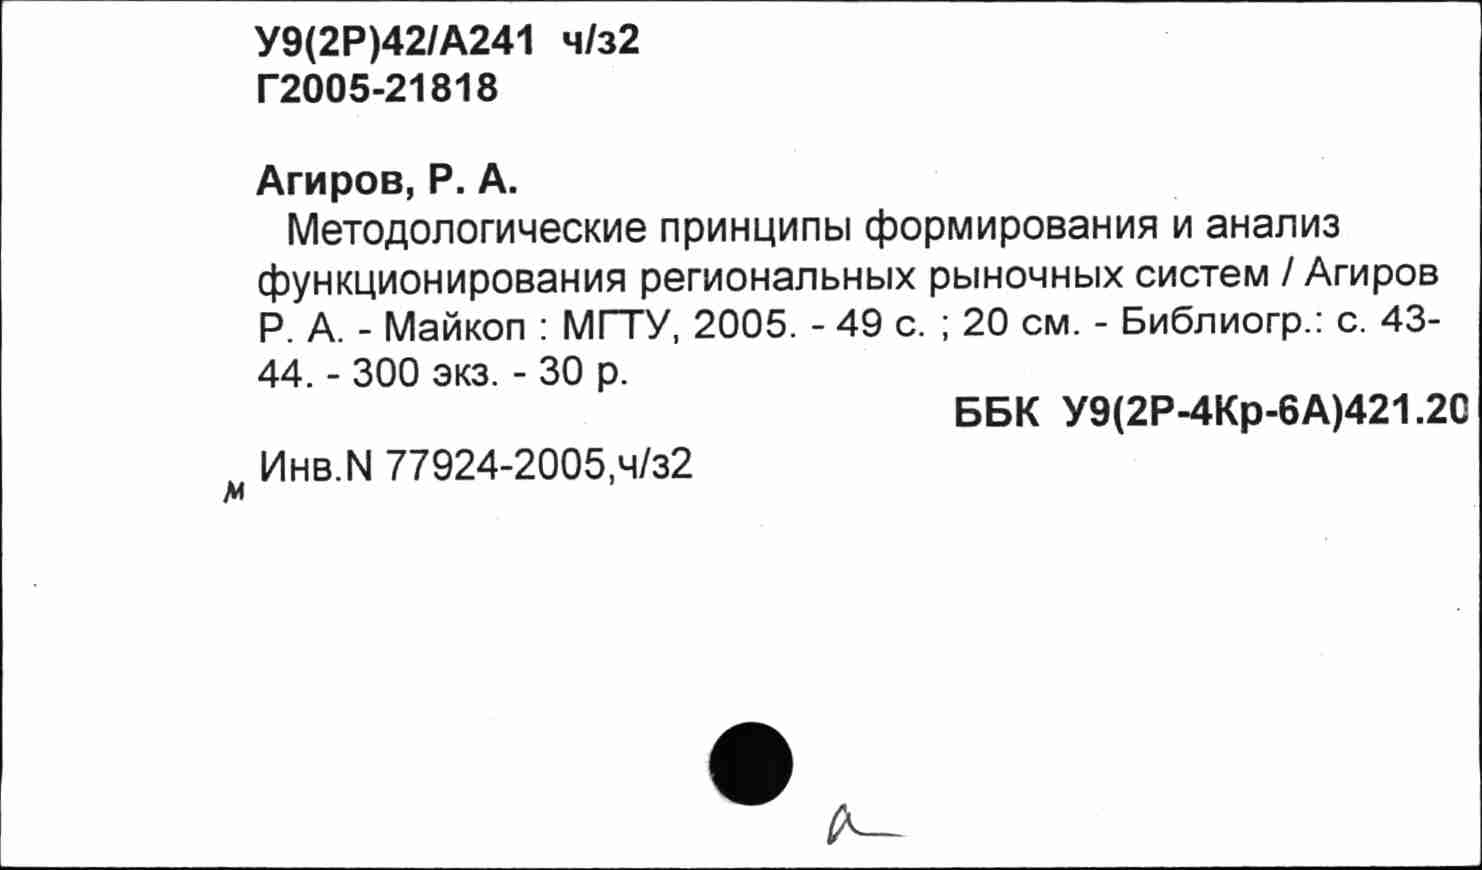 У9(2Р)42/А241 ч/з2
Г2005-21818
Агиров, Р. А.
Методологические принципы формирования и анализ
функционирования региональных рыночных систем / Агиров
Р. А. - Майкоп : МГТУ, 2005. - 49 с. ; 20 см. - Библиогр.: с. 43-
44. - 300 экз. - 30 р.
ББК У9(2Р-4Кр-6А)421.20
Инв.N 77924-2005,ч/з2
м
а